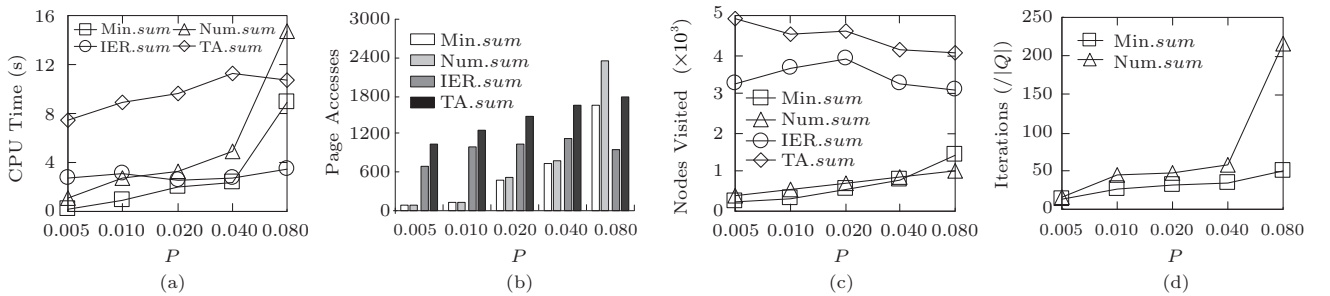 16
12
8
4
0
CPU Time (s)
Min.sum
Num.sum
IER.sum
TA.sum
0.005 0.010 0.020 0.040 0.080
P
(a)
3000
2400
1800
1200
600
0
Page Accesses
Min.sum
Num.sum
IER.sum
TA.sum
0.005 0.010 0.020 0.040 0.080
P
(b)
5
4
3
2
1
0
Nodes Visited (×10³)
Min.sum
Num.sum
IER.sum
TA.sum
0.005 0.010 0.020 0.040 0.080
P
(c)
250
200
150
100
50
0
Iterations (/|Q|)
Min.sum
Num.sum
0.005 0.010 0.020 0.040 0.080
P
(d)